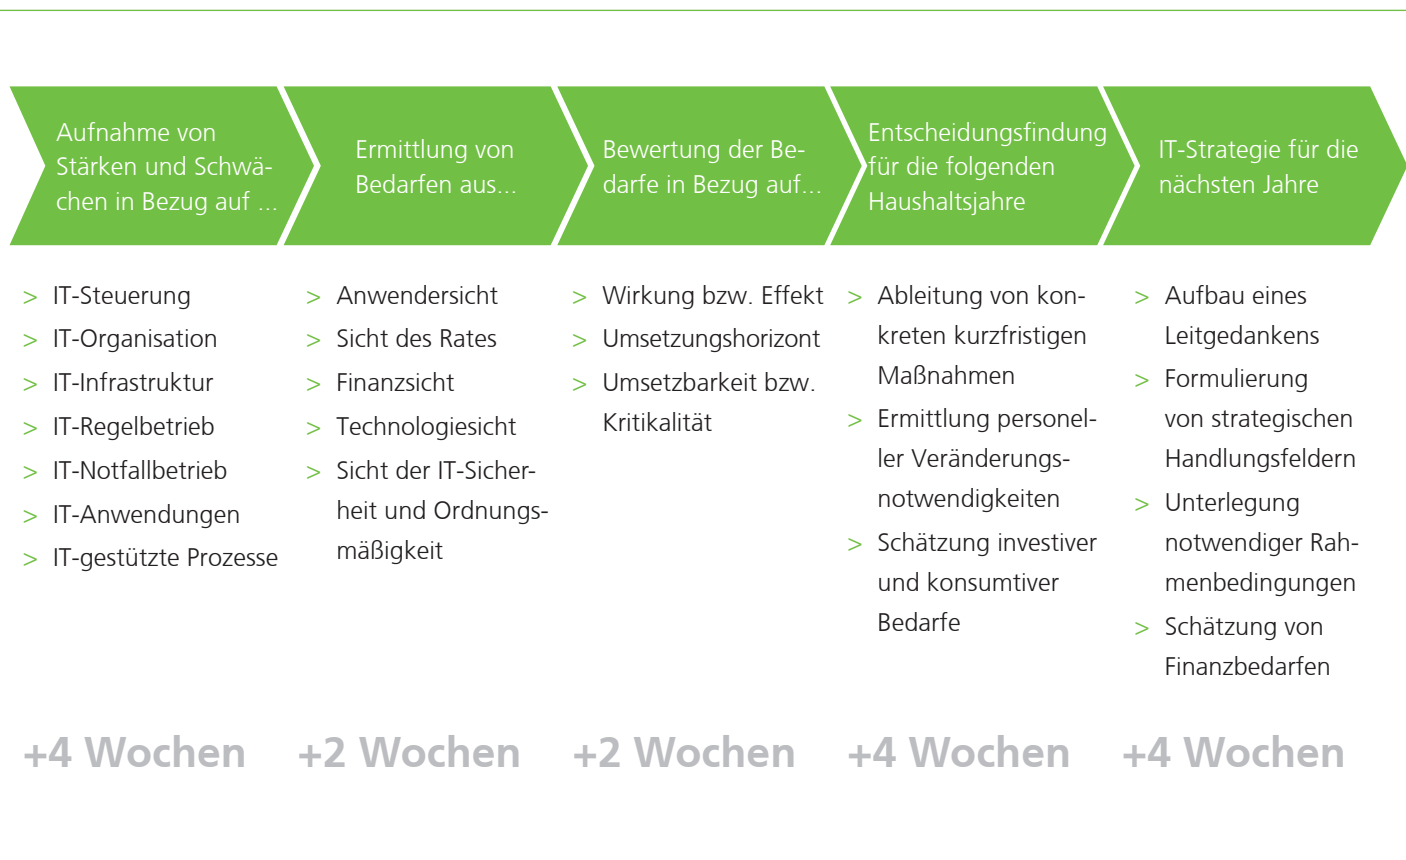 Aufnahme von
Stärken und Schwä-
chen in Bezug auf ...
Ermittlung von
Bedarfen aus...
Bewertung der Be-
darfe in Bezug auf...
Entscheidungsfindung
für die folgenden
Haushaltsjahre
IT-Strategie für die
nächsten Jahre
> IT-Steuerung
> IT-Organisation
> IT-Infrastruktur
> IT-Regelbetrieb
> IT-Notfallbetrieb
> IT-Anwendungen
> IT-gestützte Prozesse
> Anwendersicht
> Sicht des Rates
> Finanzsicht
> Technologiesicht
> Sicht der IT-Sicher-
heit und Ordnungs-
mäßigkeit
> Wirkung bzw. Effekt
> Umsetzungshorizont
> Umsetzbarkeit bzw.
Kritikalität
> Ableitung von kon-
kreten kurzfristigen
Maßnahmen
> Ermittlung personel-
ler Veränderungs-
notwendigkeiten
> Schätzung investiver
und konsumtiver
Bedarfe
> Aufbau eines
Leitgedankens
> Formulierung
von strategischen
Handlungsfeldern
> Unterlegung
notwendiger Rah-
menbedingungen
> Schätzung von
Finanzbedarfen
+4 Wochen
+2 Wochen
+2 Wochen
+4 Wochen
+4 Wochen